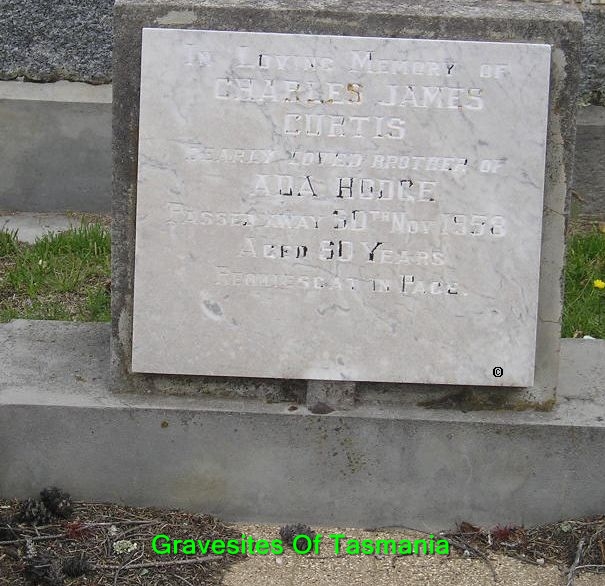 In Loving Memory of
Charles James
Curtis
Dearly loved brother of
Ada Hodge
Passed away 30th Nov 1958
Aged 60 Years
Requiescat in Pace.
©
Gravesites Of Tasmania